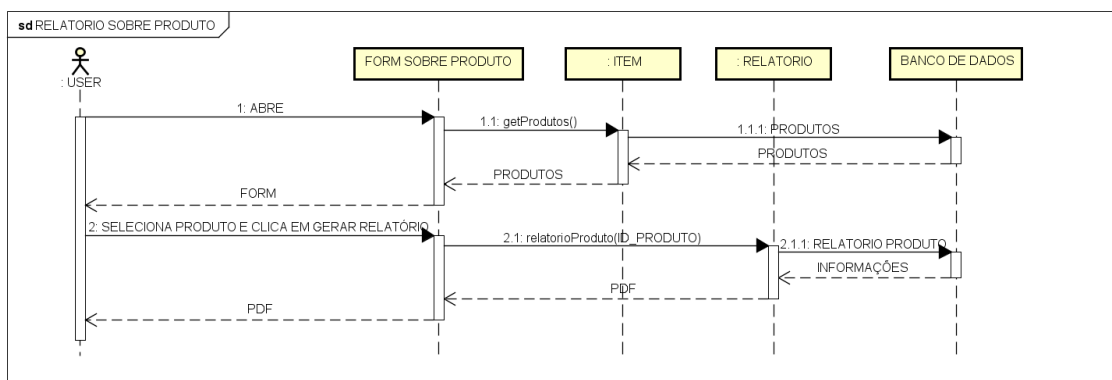 sd RELATORIO SOBRE PRODUTO
: USER
FORM SOBRE PRODUTO
: ITEM
: RELATORIO
BANCO DE DADOS
1: ABRE
1.1: getProdutos()
1.1.1: PRODUTOS
PRODUTOS
PRODUTOS
FORM
2: SELECIONA PRODUTO E CLICA EM GERAR RELATÓRIO
2.1: relatorioProduto(ID_PRODUTO)
2.1.1: RELATORIO PRODUTO
INFORMAÇÕES
PDF
PDF